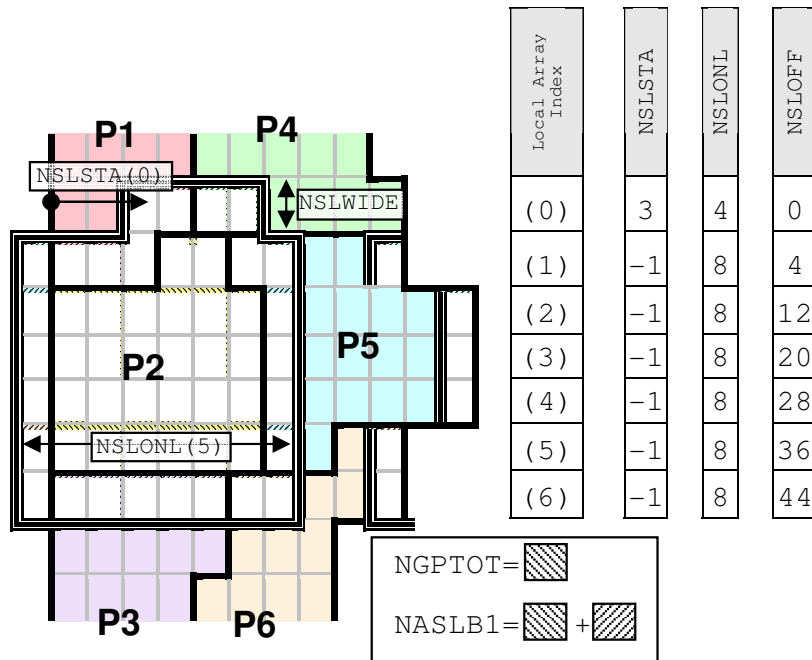 Local Array Index
NSLSTA
NSLONL
NSLOFF
P1
P4
NSLSTA(0)
NSLWIDE
(0) 3 4 0
(1) -1 8 4
(2) -1 8 12
(3) -1 8 20
(4) -1 8 28
(5) -1 8 36
(6) -1 8 44
P2
P5
NSLONL(5)
P3
P6
NGPTOT=
NASLB1= +